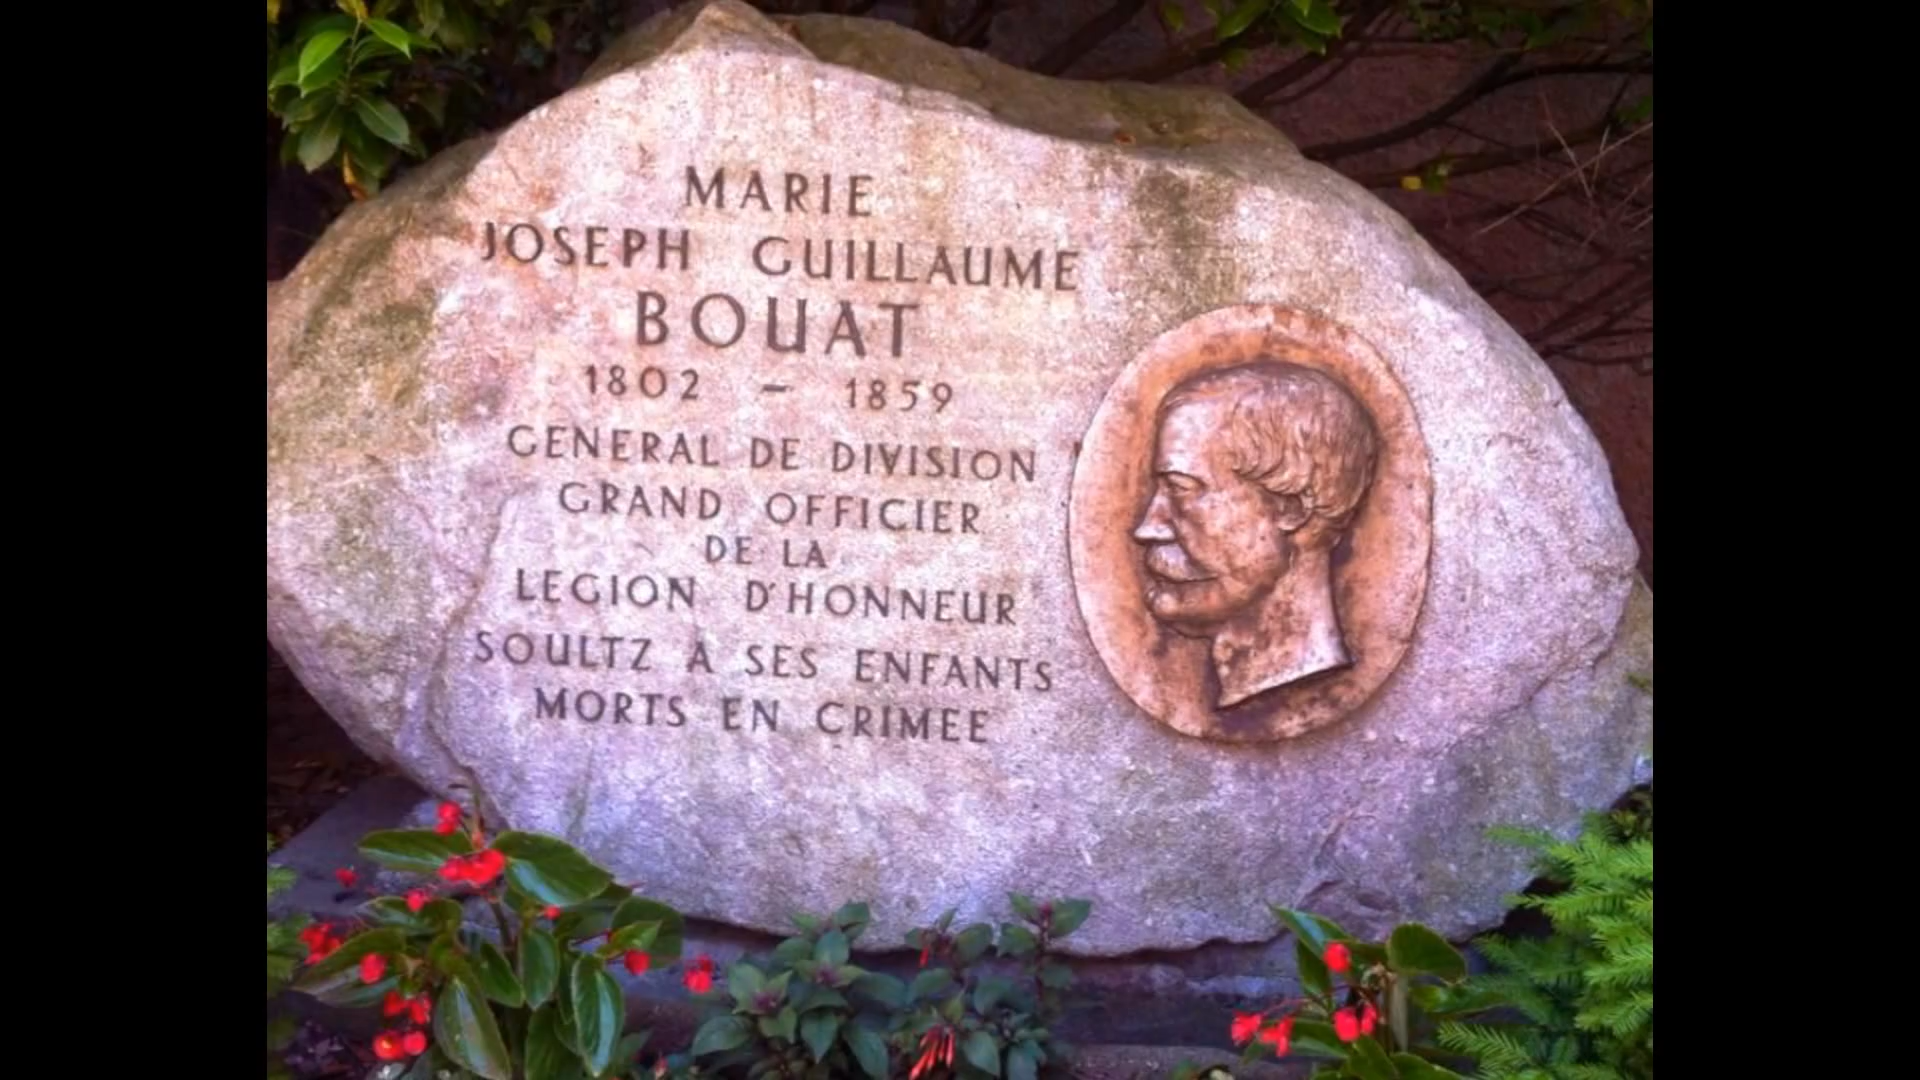 MARIE
JOSEPH GUILLAUME
BOUAT
1802 - 1859
GENERAL DE DIVISION
GRAND OFFICIER
DE LA
LEGION D'HONNEUR
SOULTZ A SES ENFANTS
MORTS EN CRIMEE